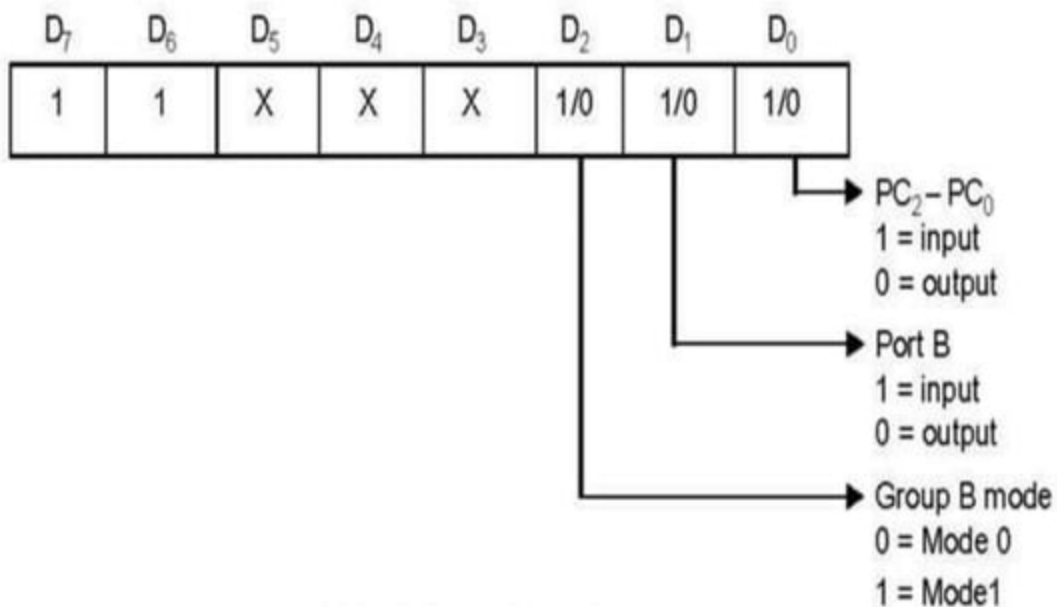 D₇ D₆ D₅ D₄ D₃ D₂ D₁ D₀
1 1 X X X 1/0 1/0 1/0
PC₂ – PC₀
1 = input
0 = output
Port B
1 = input
0 = output
Group B mode
0 = Mode 0
1 = Mode1